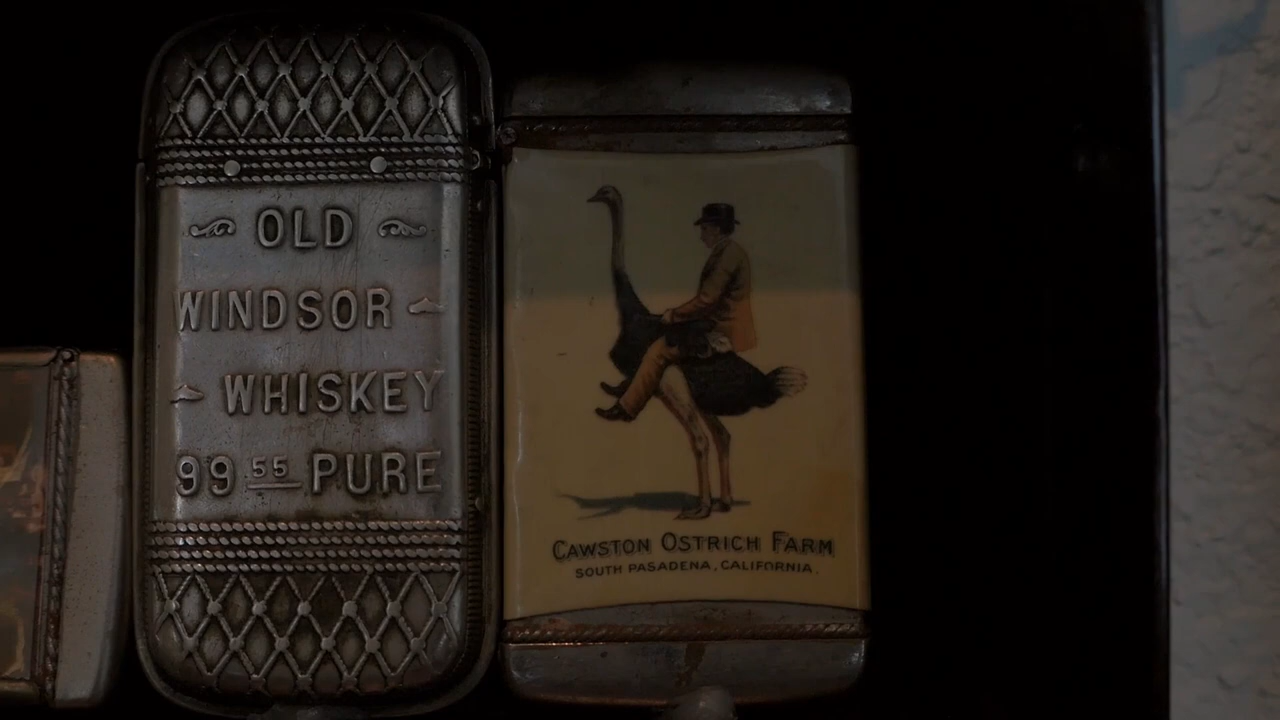 OLD
WINDSOR
WHISKEY
99 55 PURE
CAWSTON OSTRICH FARM
SOUTH PASADENA, CALIFORNIA.